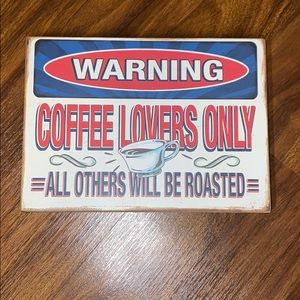 WARNING
COFFEE LOVERS ONLY
ALL OTHERS WILL BE ROASTED